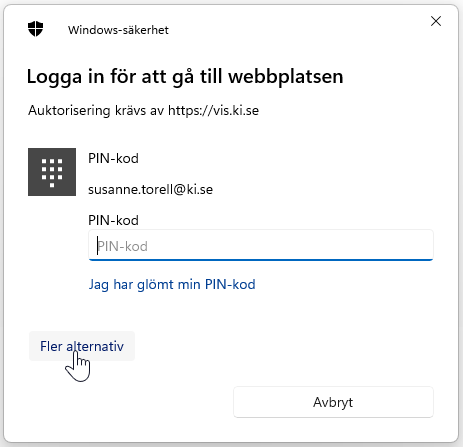 Windows-säkerhet
Logga in för att gå till webbplatsen
Auktorisering krävs av https://vis.ki.se
PIN-kod
susanne.torell@ki.se
PIN-kod
PIN-kod
Jag har glömt min PIN-kod
Fler alternativ
Avbryt